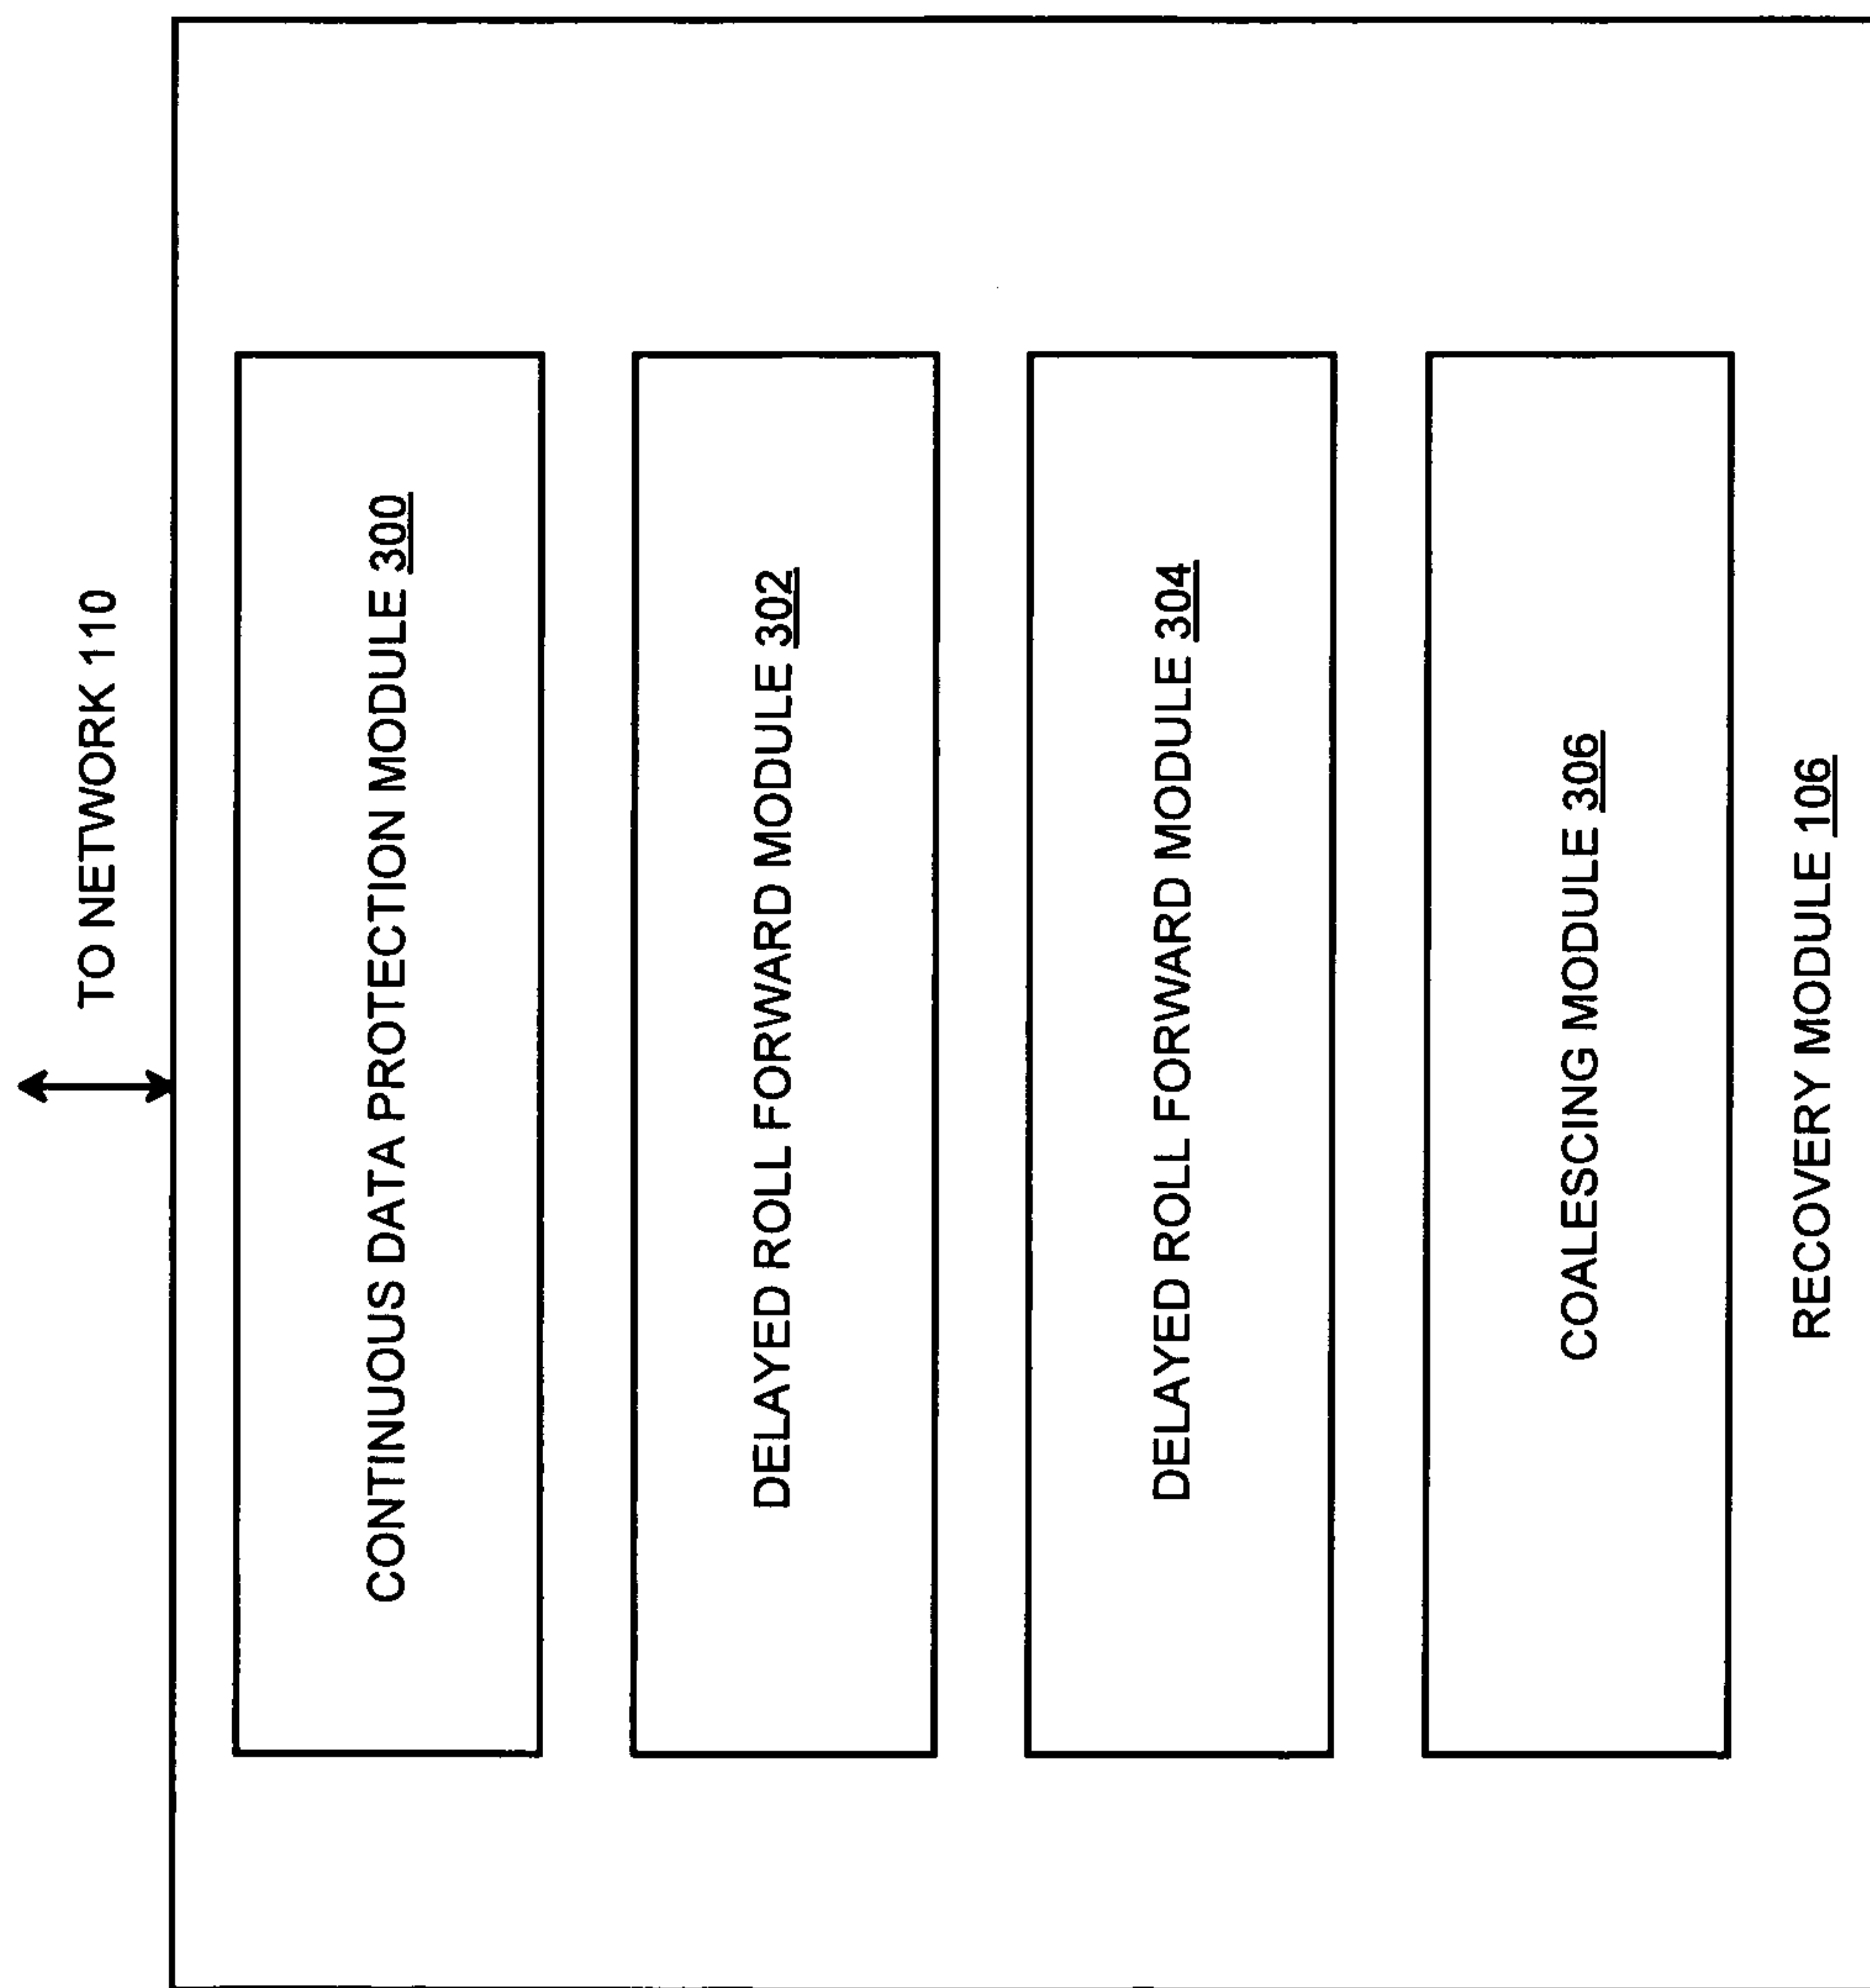 TO NETWORK 110
CONTINUOUS DATA PROTECTION MODULE 300
DELAYED ROLL FORWARD MODULE 302
DELAYED ROLL FORWARD MODULE 304
COALESCING MODULE 306
RECOVERY MODULE 106